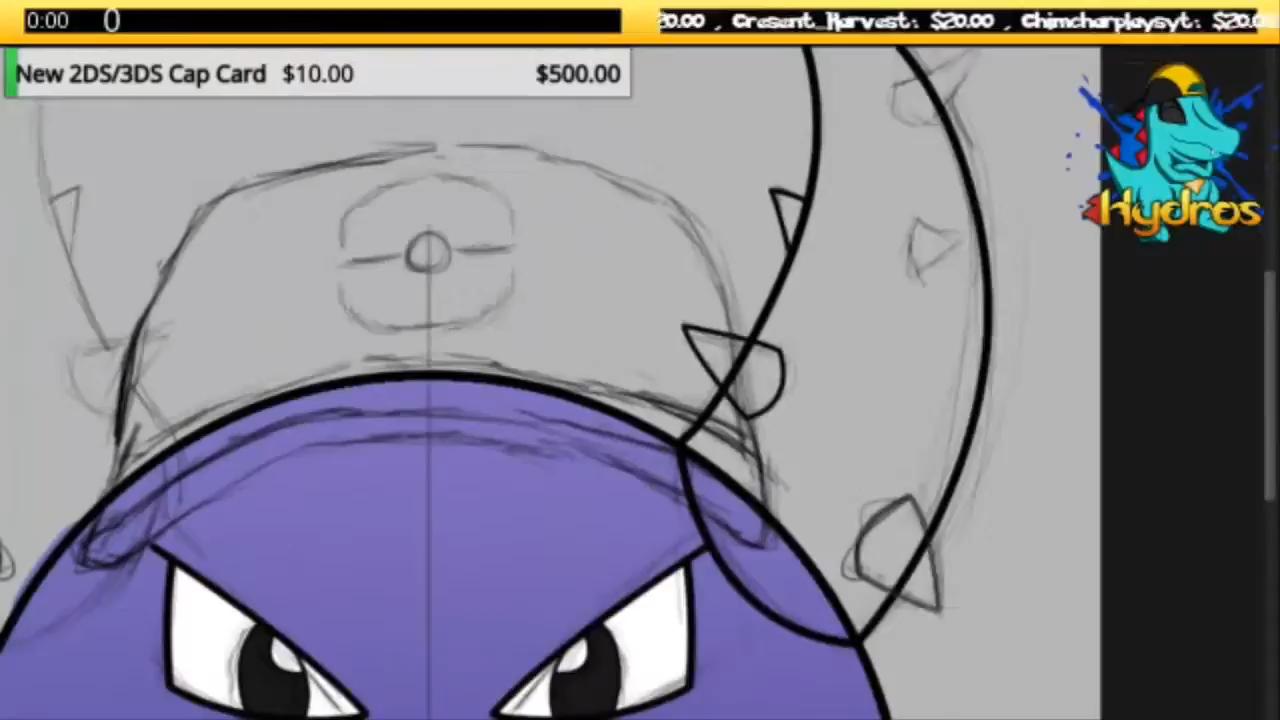 0:00 0
20.00 , Cresent_Harvest: $20.00 , Chimcharplaysyt: $20.0
New 2DS/3DS Cap Card $10.00 $500.00
Hydros